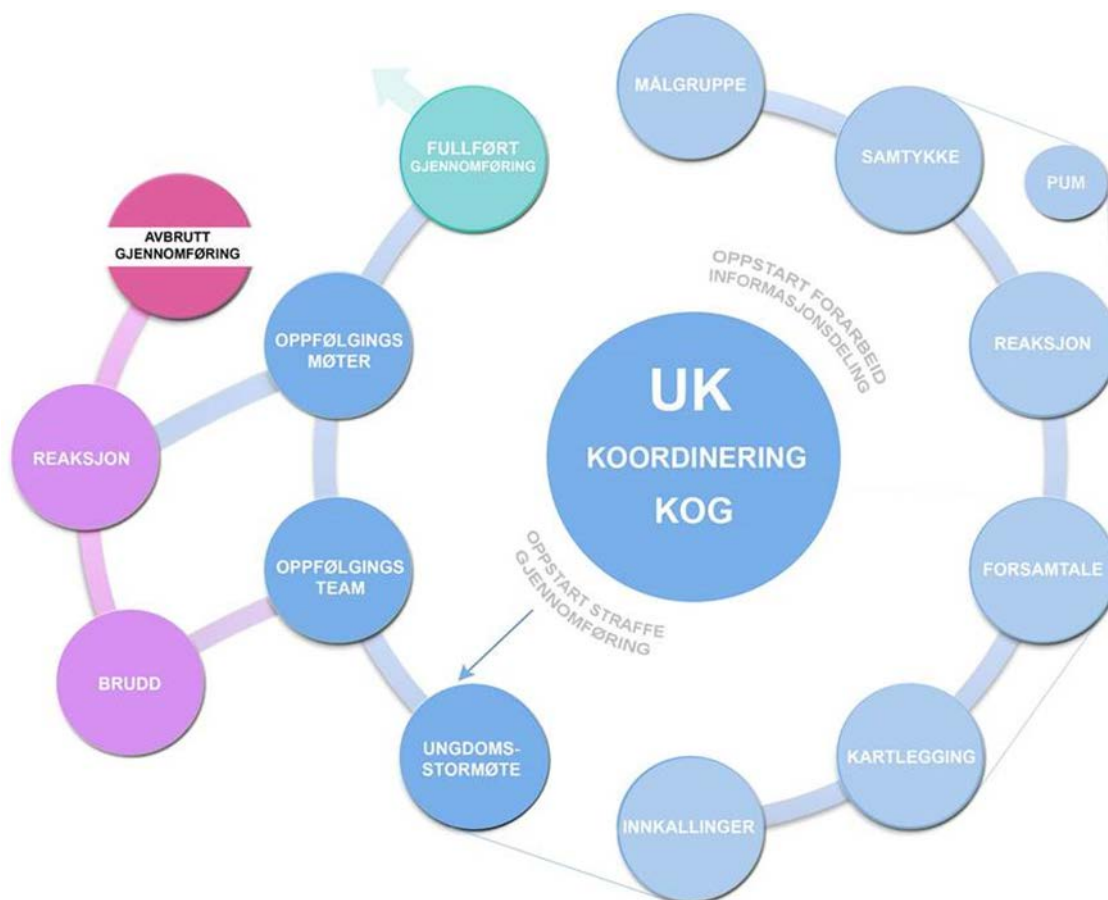 MÅLGRUPPE
SAMTYKKE
PUM
REAKSJON
FORSAMTALE
KARTLEGGING
INNKALLINGER
UNGDOMS-
STORMØTE
OPPFØLGINGS
TEAM
OPPFØLGINGS
MØTER
FULLFØRT
GJENNOMFØRING
BRUDD
REAKSJON
AVBRUTT
GJENNOMFØRING
OPPSTART FORARBEID
INFORMASJONSDELING
UK
KOORDINERING
KOG
OPPSTART STRAFFE
GJENNOMFØRING